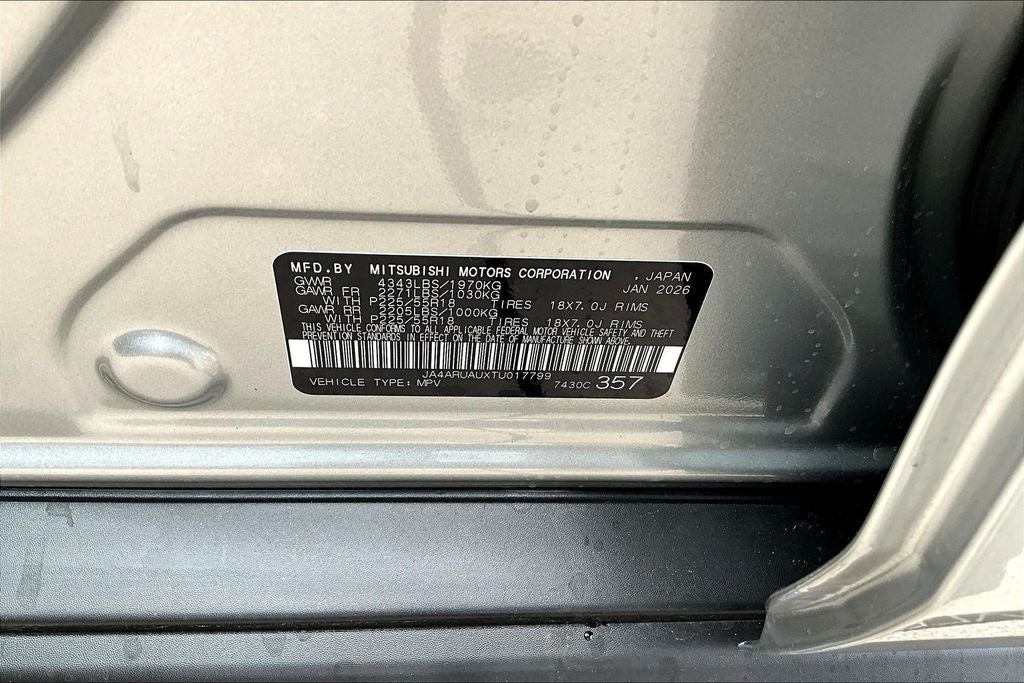 MFD.BY MITSUBISHI MOTORS CORPORATION , JAPAN
GVWR 4343LBS/1970KG JAN 2026
GAWR FR 2271LBS/1030KG
WITH P225/55R18 TIRES 18X7.0J RIMS
GAWR RR 2205LBS/1000KG
WITH P225/55R18 TIRES 18X7.0J RIMS
THIS VEHICLE CONFORMS TO ALL APPLICABLE FEDERAL MOTOR VEHICLE SAFETY AND THEFT
PREVENTION STANDARDS IN EFFECT ON THE DATE OF MANUFACTURE SHOWN ABOVE.
JA4ARUAUXTU017799
VEHICLE TYPE: MPV 7430C 357